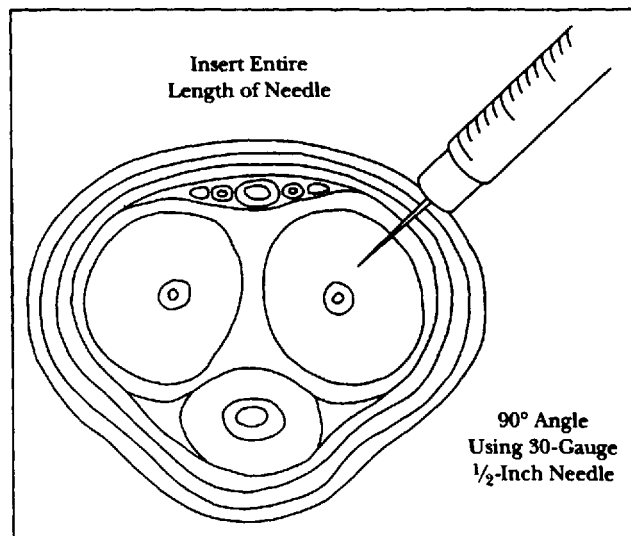 Insert Entire
Length of Needle
90° Angle
Using 30-Gauge
1/2-Inch Needle